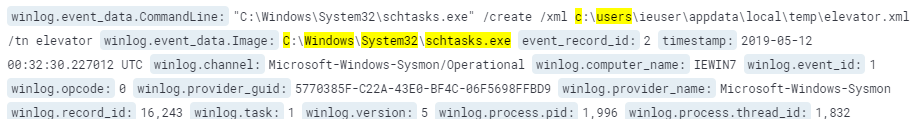 winlog.event_data.CommandLine: "C:\Windows\System32\schtasks.exe" /create /xml c:\users\ieuser\appdata\local\temp\elevator.xml
/tn elevator winlog.event_data.Image: C:\Windows\System32\schtasks.exe event_record_id: 2 timestamp: 2019-05-12
00:32:30.227012 UTC winlog.channel: Microsoft-Windows-Sysmon/Operational winlog.computer_name: IEWIN7 winlog.event_id: 1
winlog.opcode: 0 winlog.provider_guid: 5770385F-C22A-43E0-BF4C-06F5698FFBD9 winlog.provider_name: Microsoft-Windows-Sysmon
winlog.record_id: 16,243 winlog.task: 1 winlog.version: 5 winlog.process.pid: 1,996 winlog.process.thread_id: 1,832